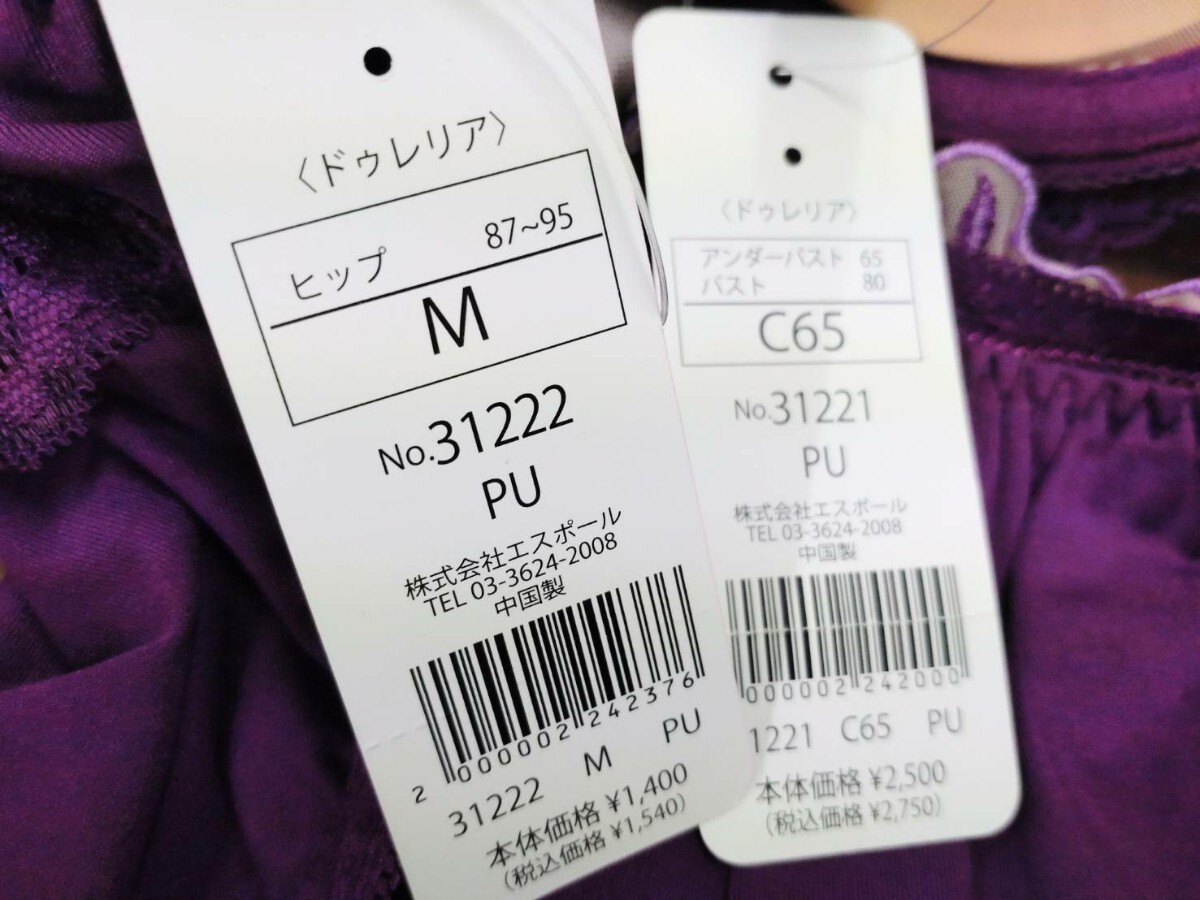 〈ドゥレリア〉
ヒップ 87~95
M
No.31222
PU
株式会社エスポール
TEL 03-3624-2008
中国製
2 000002 242376
31222 M PU
本体価格 ¥1,400
(税込価格 ¥1,540)
〈ドゥレリア〉
アンダーバスト 65
バスト 80
C65
No.31221
PU
株式会社エスポール
TEL 03-3624-2008
中国製
000002 242000
1221 C65 PU
本体価格 ¥2,500
(税込価格 ¥2,750)